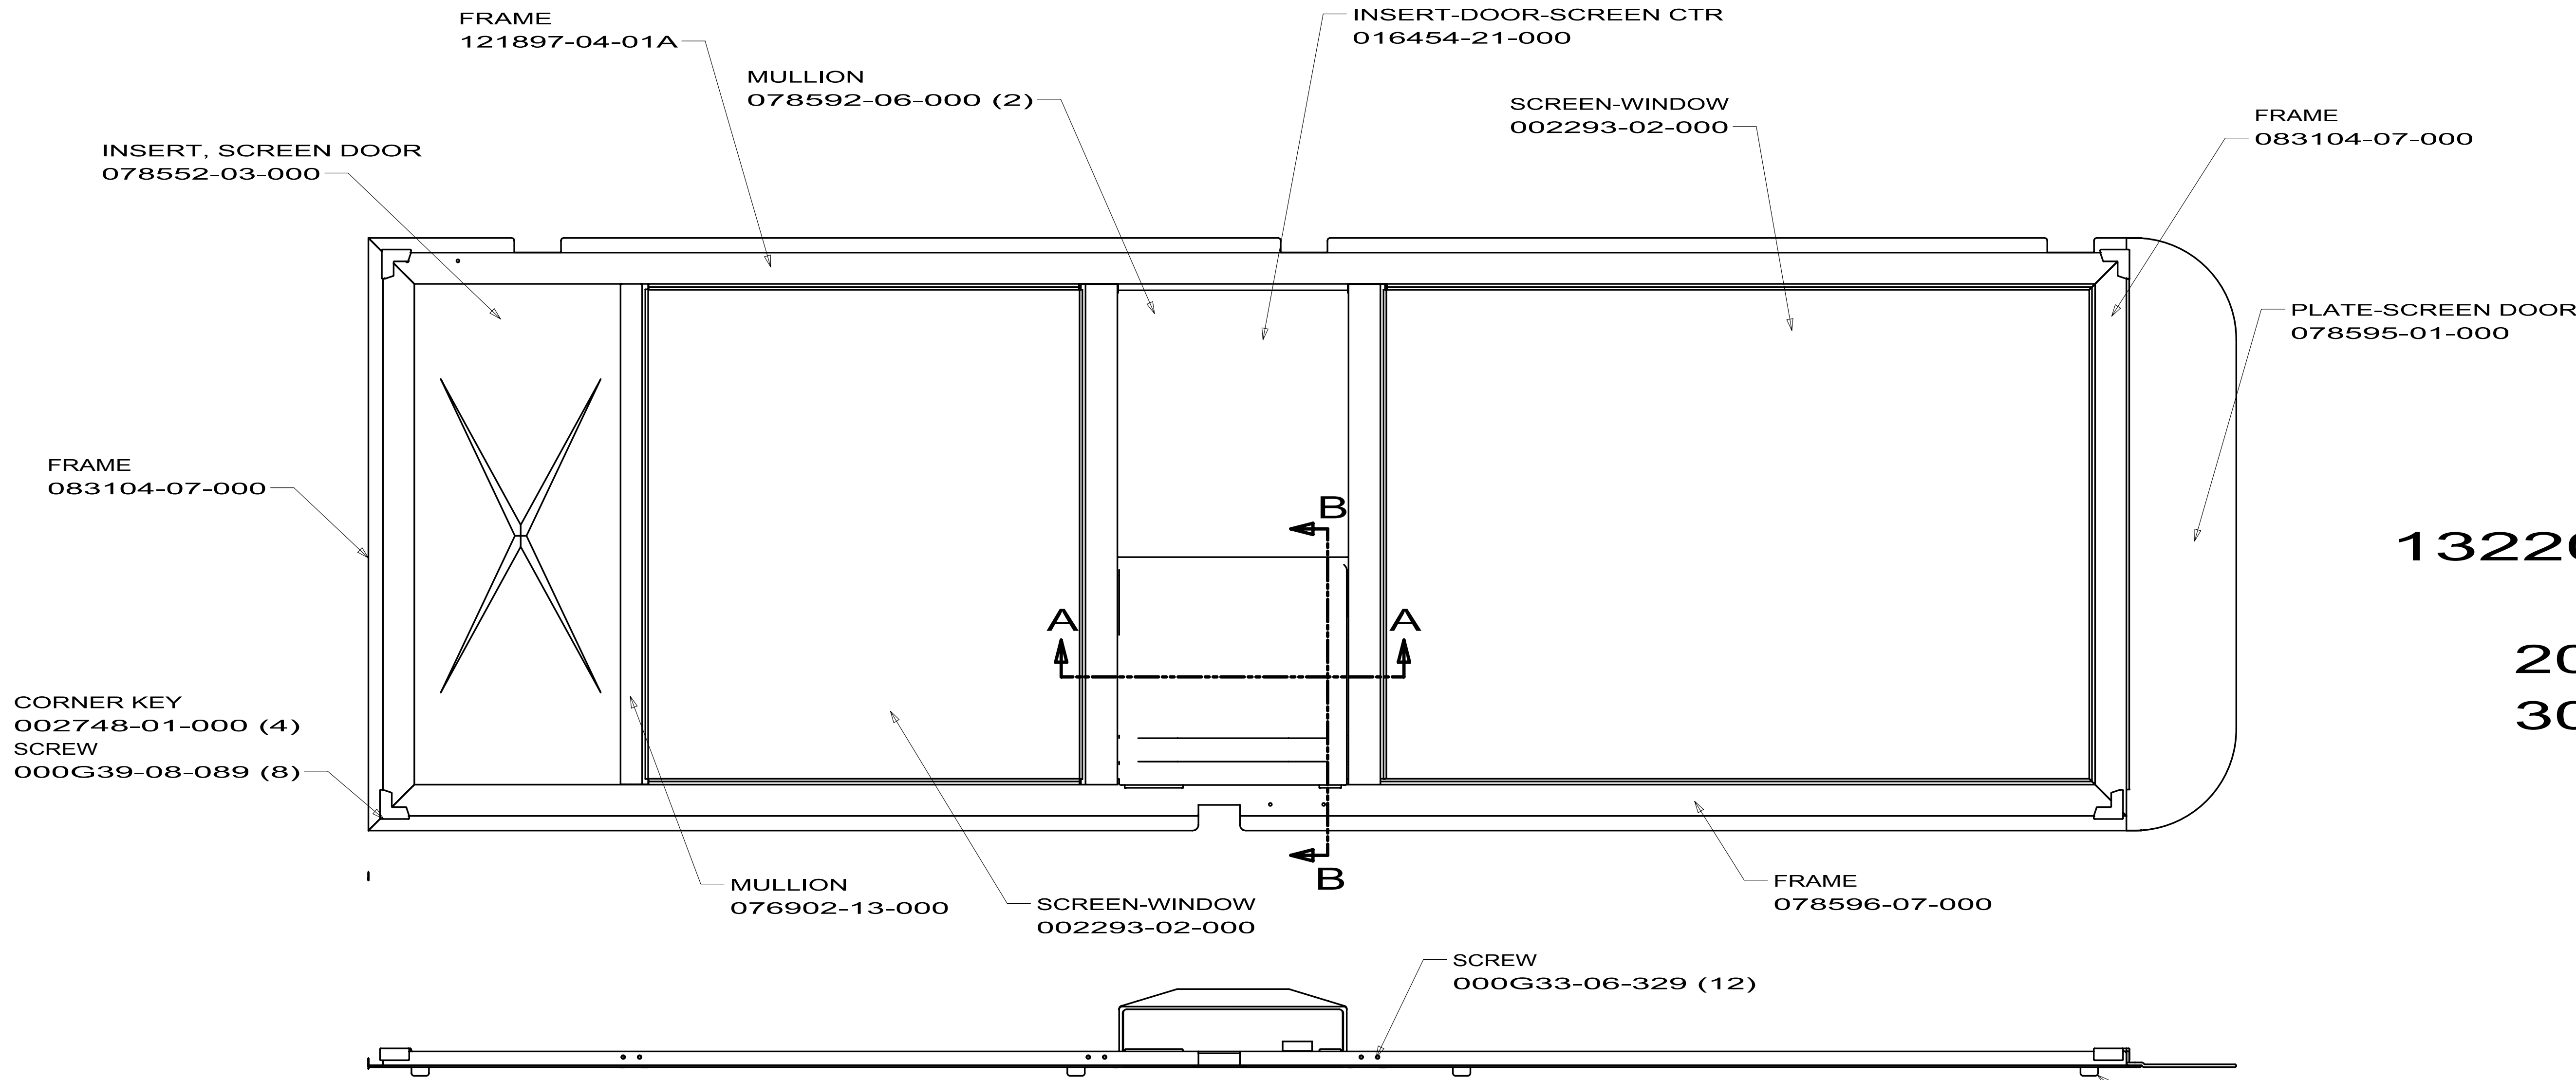 FRAME
121897-04-01A
INSERT-DOOR-SCREEN CTR
016454-21-000
MULLION
078592-06-000 (2)
SCREEN-WINDOW
002293-02-000
FRAME
083104-07-000
INSERT, SCREEN DOOR
078552-03-000
PLATE-SCREEN DOOR
078595-01-000
FRAME
083104-07-000
B
1322
A
A
20
30
CORNER KEY
002748-01-000 (4)
SCREW
000G39-08-089 (8)
B
MULLION
076902-13-000
SCREEN-WINDOW
002293-02-000
FRAME
078596-07-000
SCREW
000G33-06-329 (12)